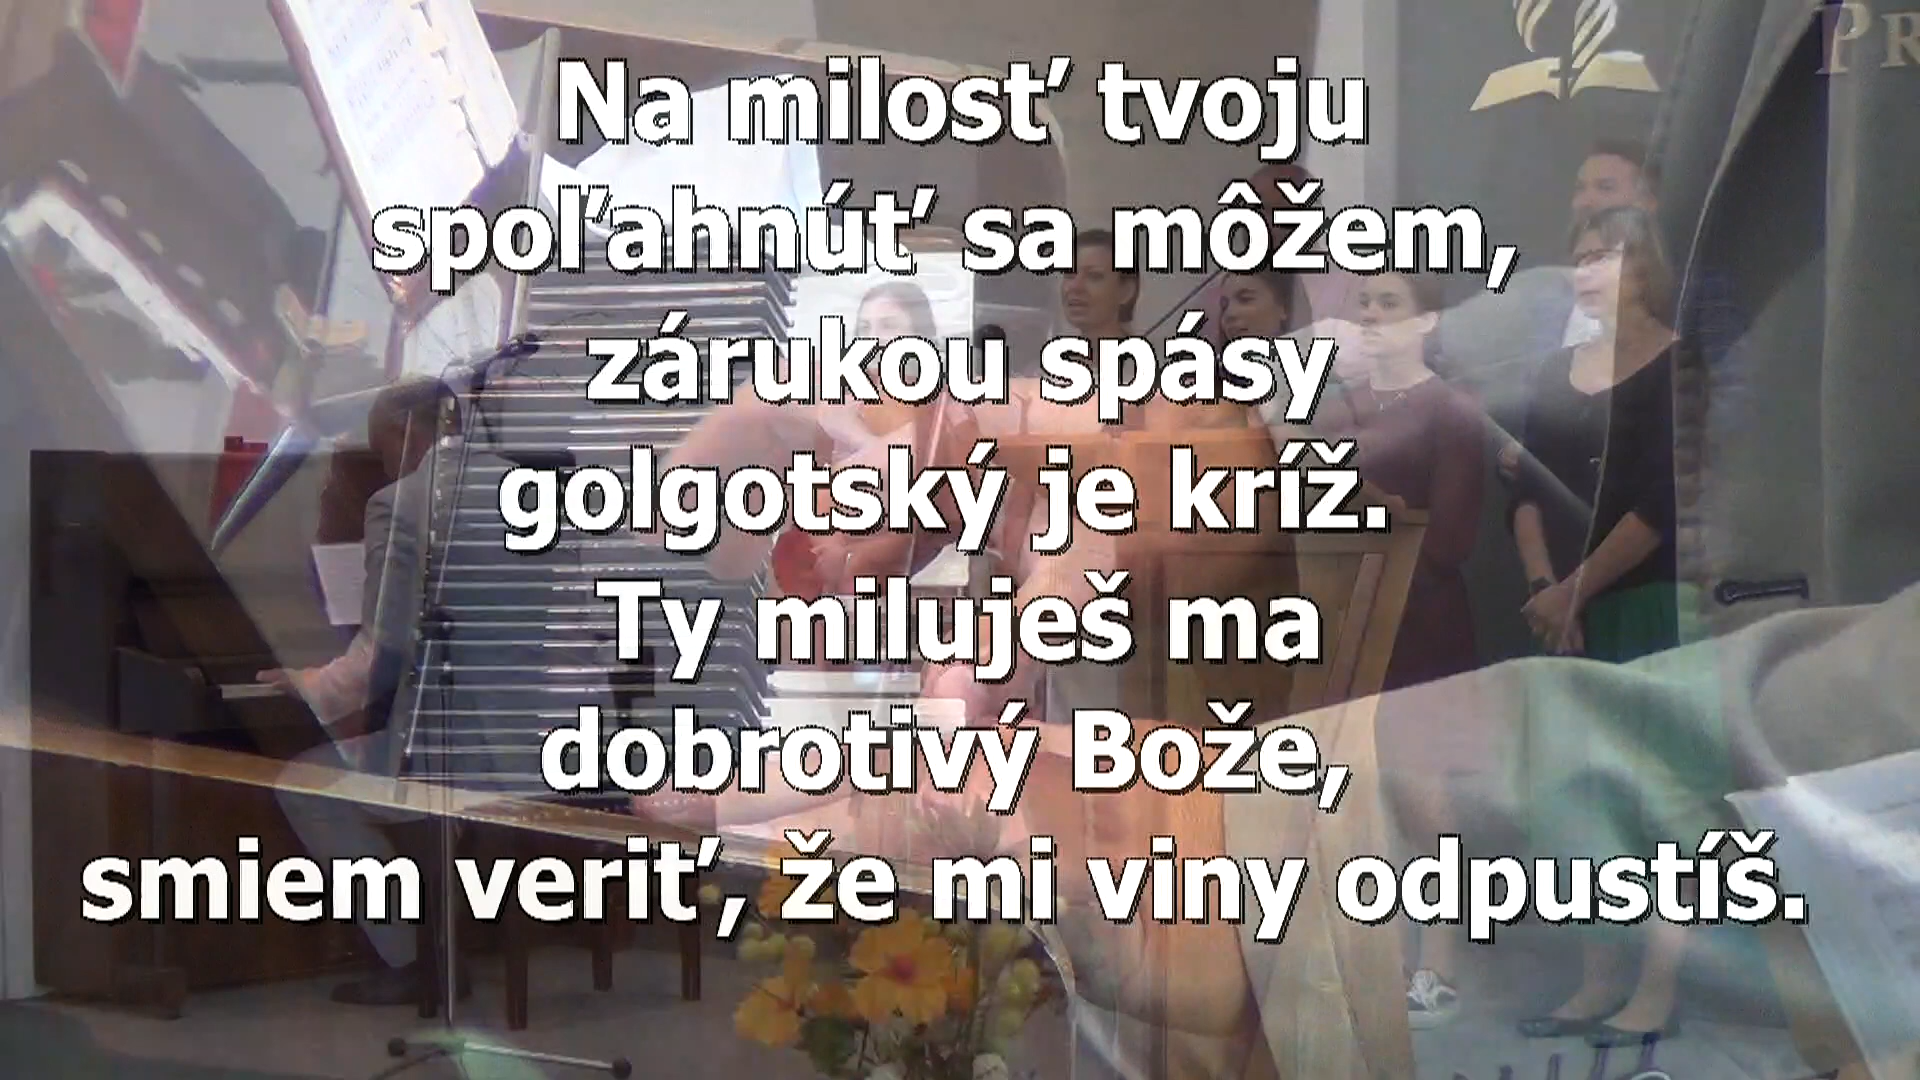 Na milosť tvoju
spoľahnúť sa môžem,
zárukou spásy
golgotský je kríž.
Ty miluješ ma
dobrotivý Bože,
smiem veriť, že mi viny odpustíš.
PR